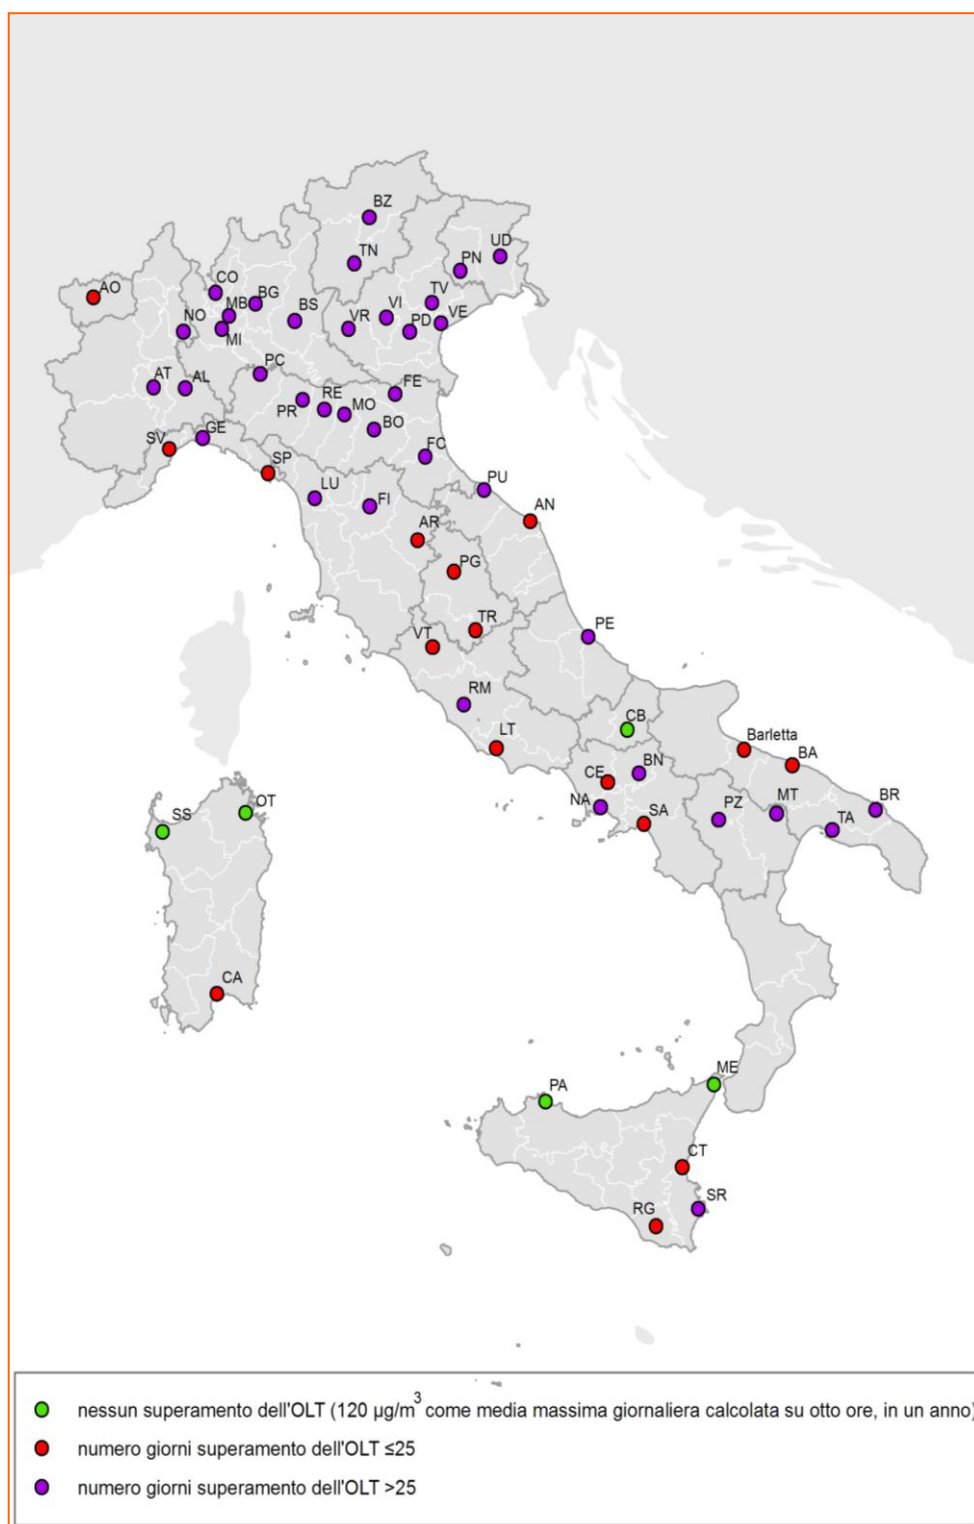 BZ
UD
TN
PN
AO
CO
BG
TV
MB
BS
VI
VE
NO
MI
VR
PD
PC
AT
AL
FE
RE
PR
MO
BO
GE
SV
FC
SP
LU
FI
PU
AN
AR
PG
TR
VT
PE
RM
CB
LT
Barletta
BA
BN
CE
NA
SA
PZ
MT
BR
TA
SS
OT
CA
ME
PA
CT
SR
RG
nessun superamento dell'OLT (120 µg/m³ come media massima giornaliera calcolata su otto ore, in un anno)
numero giorni superamento dell'OLT ≤25
numero giorni superamento dell'OLT >25